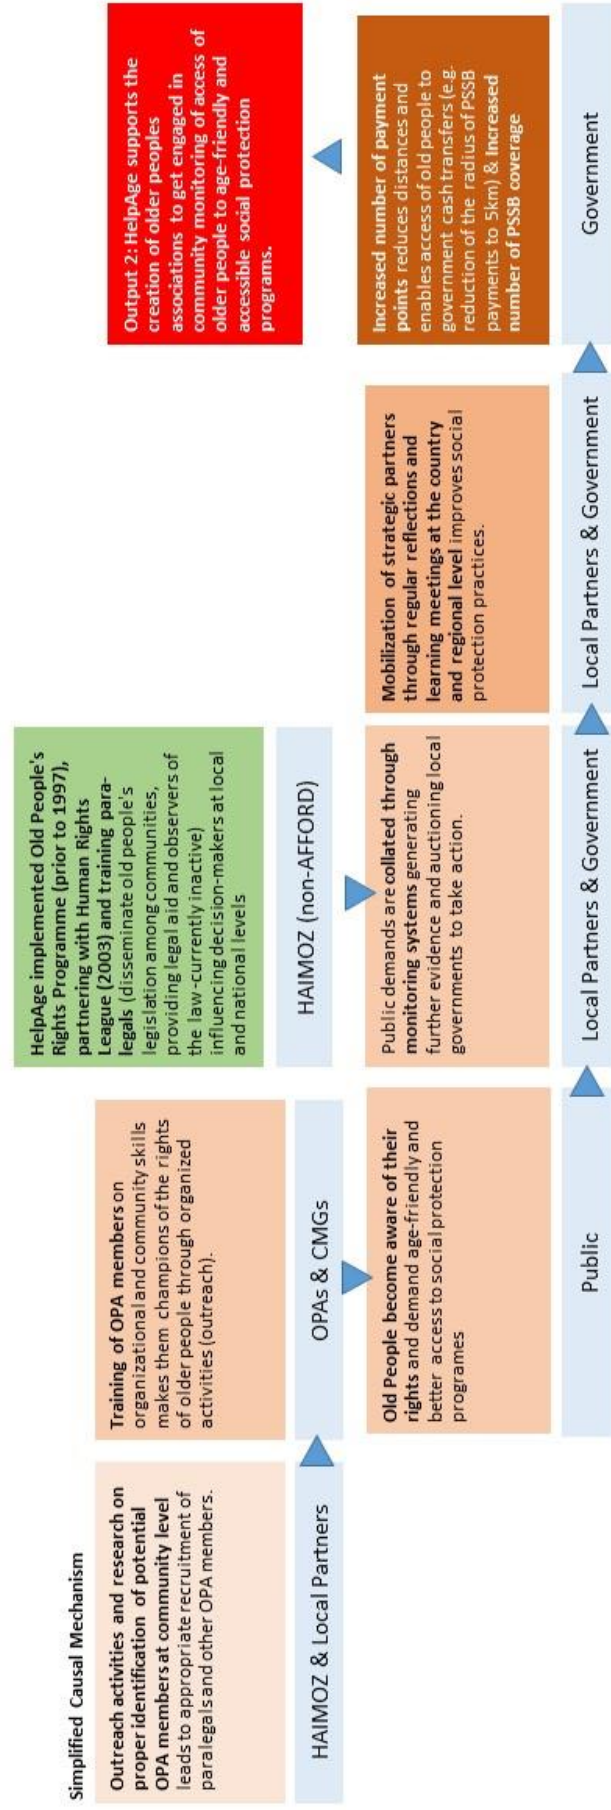 Simplified Causal Mechanism
Outreach activities and research on
proper identification of potential
OPA members at community level
leads to appropriate recruitment of
paralegals and other OPA members.
HAIMOZ & Local Partners
Training of OPA members on
organizational and community skills
makes them champions of the rights
of older people through organized
activities (outreach).
OPAs & CMGs
Old People become aware of their
rights and demand age-friendly and
better access to social protection
programes
Public
HelpAge implemented Old People's
Rights Programme (prior to 1997),
partnering with Human Rights
League (2003) and training para-
legals (disseminate old people's
legislation among communities,
providing legal aid and observers of
the law -currently inactive)
influencing decision-makers at local
and national levels
HAIMOZ (non-AFFORD)
Public demands are collated through
monitoring systems generating
further evidence and auctioning local
governments to take action.
Local Partners & Government
Mobilization of strategic partners
through regular reflections and
learning meetings at the country
and regional level improves social
protection practices.
Local Partners & Government
Output 2: HelpAge supports the
creation of older peoples
associations to get engaged in
community monitoring of access of
older people to age-friendly and
accessible social protection
programs.
Increased number of payment
points reduces distances and
enables access of old people to
government cash transfers (e.g.
reduction of the radius of PSSB
payments to 5km) & Increased
number of PSSB coverage
Government